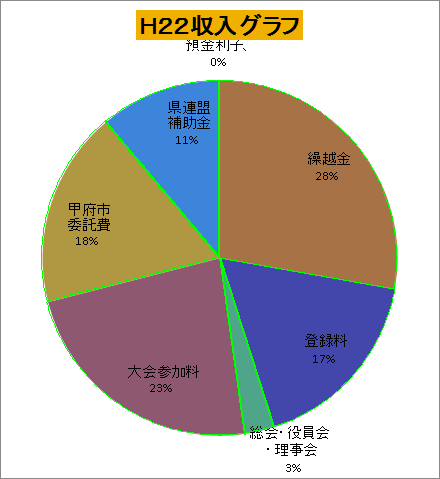 H22収入グラフ
預金利子、
0%
繰越金
28%
登録料
17%
総会・役員会
・理事会
3%
大会参加料
23%
甲府市
委託費
18%
県連盟
補助金
11%